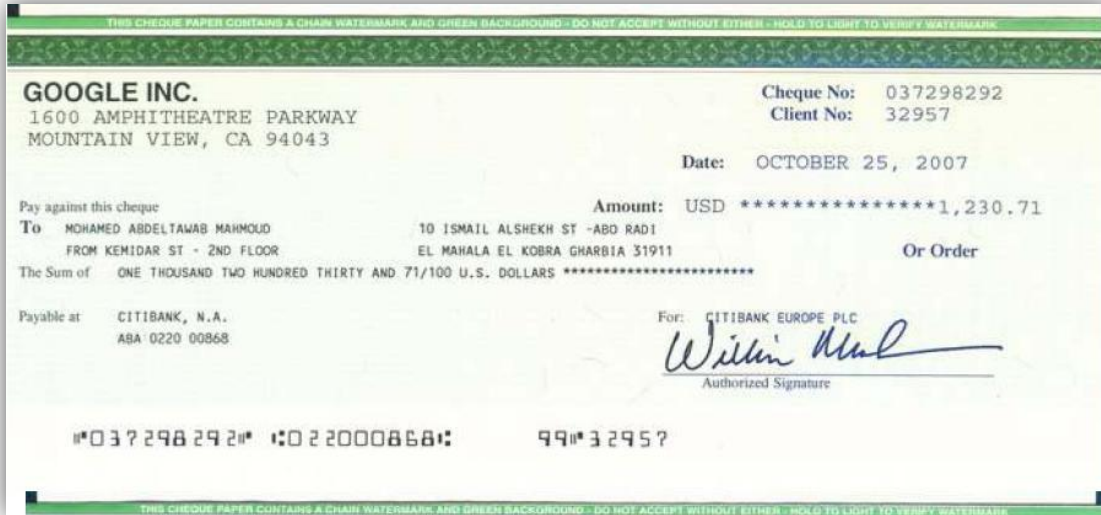 THIS CHEQUE PAPER CONTAINS A CHAIN WATERMARK AND GREEN BACKGROUND - DO NOT ACCEPT WITHOUT EITHER - HOLD TO LIGHT TO VERIFY WATERMARK
GOOGLE INC.
1600 AMPHITHEATRE PARKWAY
MOUNTAIN VIEW, CA 94043
Cheque No: 037298292
Client No: 32957
Date: OCTOBER 25, 2007
Pay against this cheque
Amount: USD ***************1,230.71
To MOHAMED ABDELTAWAB MAHMOUD 10 ISMAIL ALSHEKH ST -ABO RADI
FROM KEMIDAR ST - 2ND FLOOR EL MAHALA EL KOBRA GHARBIA 31911 Or Order
The Sum of ONE THOUSAND TWO HUNDRED THIRTY AND 71/100 U.S. DOLLARS *************************
Payable at CITIBANK, N.A. For: CITIBANK EUROPE PLC
ABA 0220 00868
Authorized Signature
⑈037298292⑈ ⑆022000868⑆ 99⑈32957
THIS CHEQUE PAPER CONTAINS A CHAIN WATERMARK AND GREEN BACKGROUND - DO NOT ACCEPT WITHOUT EITHER - HOLD TO LIGHT TO VERIFY WATERMARK